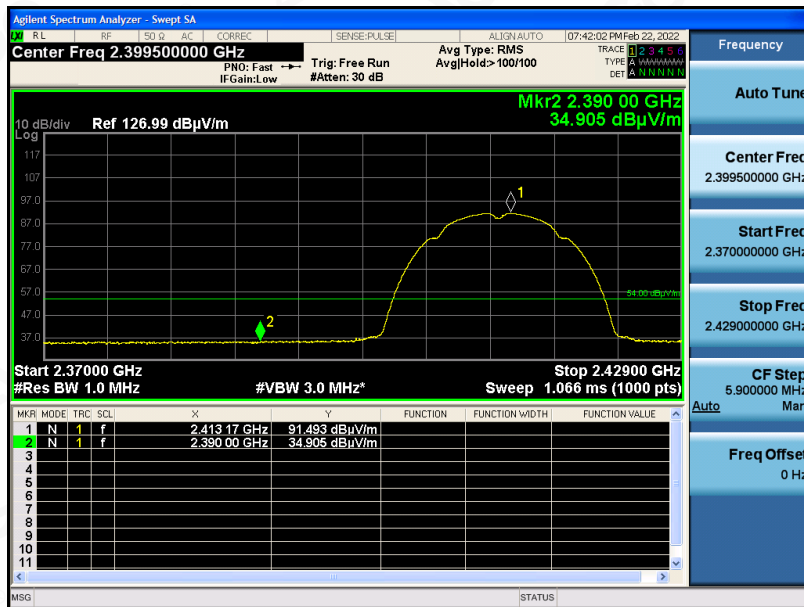 Agilent Spectrum Analyzer - Swept SA
LXI RL RF 50 Ω AC CORREC SENSE:PULSE ALIGNAUTO 07:42:02 PM Feb 22, 2022
Center Freq 2.399500000 GHz
PNO: Fast
IFGain:Low
Trig: Free Run
#Atten: 30 dB
Avg Type: RMS
Avg|Hold:>100/100
TRACE 1 2 3 4 5 6
TYPE A WWWWW
DET A N N N N N
Mkr2 2.390 00 GHz
34.905 dBµV/m
10 dB/div Ref 126.99 dBµV/m
Log
117
107
97.0
87.0
77.0
67.0
57.0
47.0
37.0
1
2
54.00 dBµV/m
Start 2.37000 GHz Stop 2.42900 GHz
#Res BW 1.0 MHz #VBW 3.0 MHz* Sweep 1.066 ms (1000 pts)
MKR MODE TRC SCL X Y FUNCTION FUNCTION WIDTH FUNCTION VALUE
1 N 1 f 2.413 17 GHz 91.493 dBµV/m
2 N 1 f 2.390 00 GHz 34.905 dBµV/m
3
4
5
6
7
8
9
10
11
MSG STATUS
Frequency
Auto Tune
Center Freq
2.399500000 GHz
Start Freq
2.370000000 GHz
Stop Freq
2.429000000 GHz
CF Step
5.900000 MHz
Auto Man
Freq Offset
0 Hz